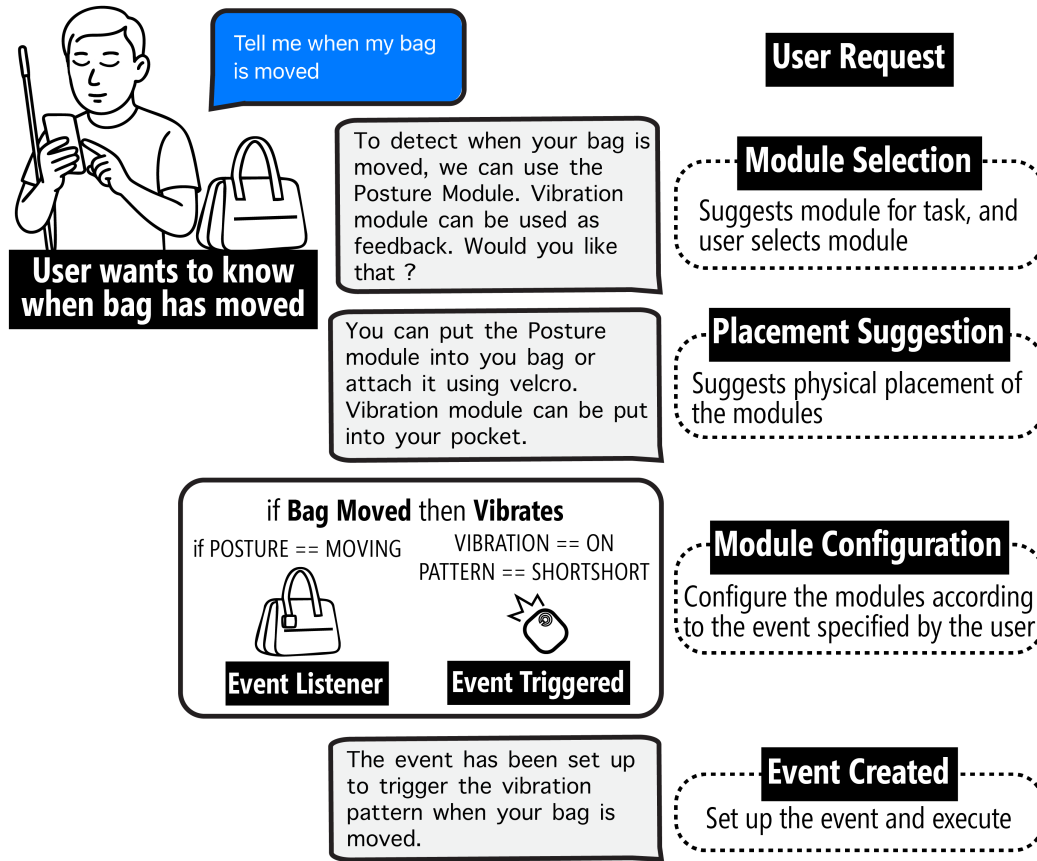 Tell me when my bag
is moved
User Request
User wants to know
when bag has moved
To detect when your bag is
moved, we can use the
Posture Module. Vibration
module can be used as
feedback. Would you like
that ?
Module Selection
Suggests module for task, and
user selects module
You can put the Posture
module into you bag or
attach it using velcro.
Vibration module can be put
into your pocket.
Placement Suggestion
Suggests physical placement of
the modules
if Bag Moved then Vibrates
if POSTURE == MOVING
VIBRATION == ON
PATTERN == SHORTSHORT
Event Listener
Event Triggered
Module Configuration
Configure the modules according
to the event specified by the user
The event has been set up
to trigger the vibration
pattern when your bag is
moved.
Event Created
Set up the event and execute